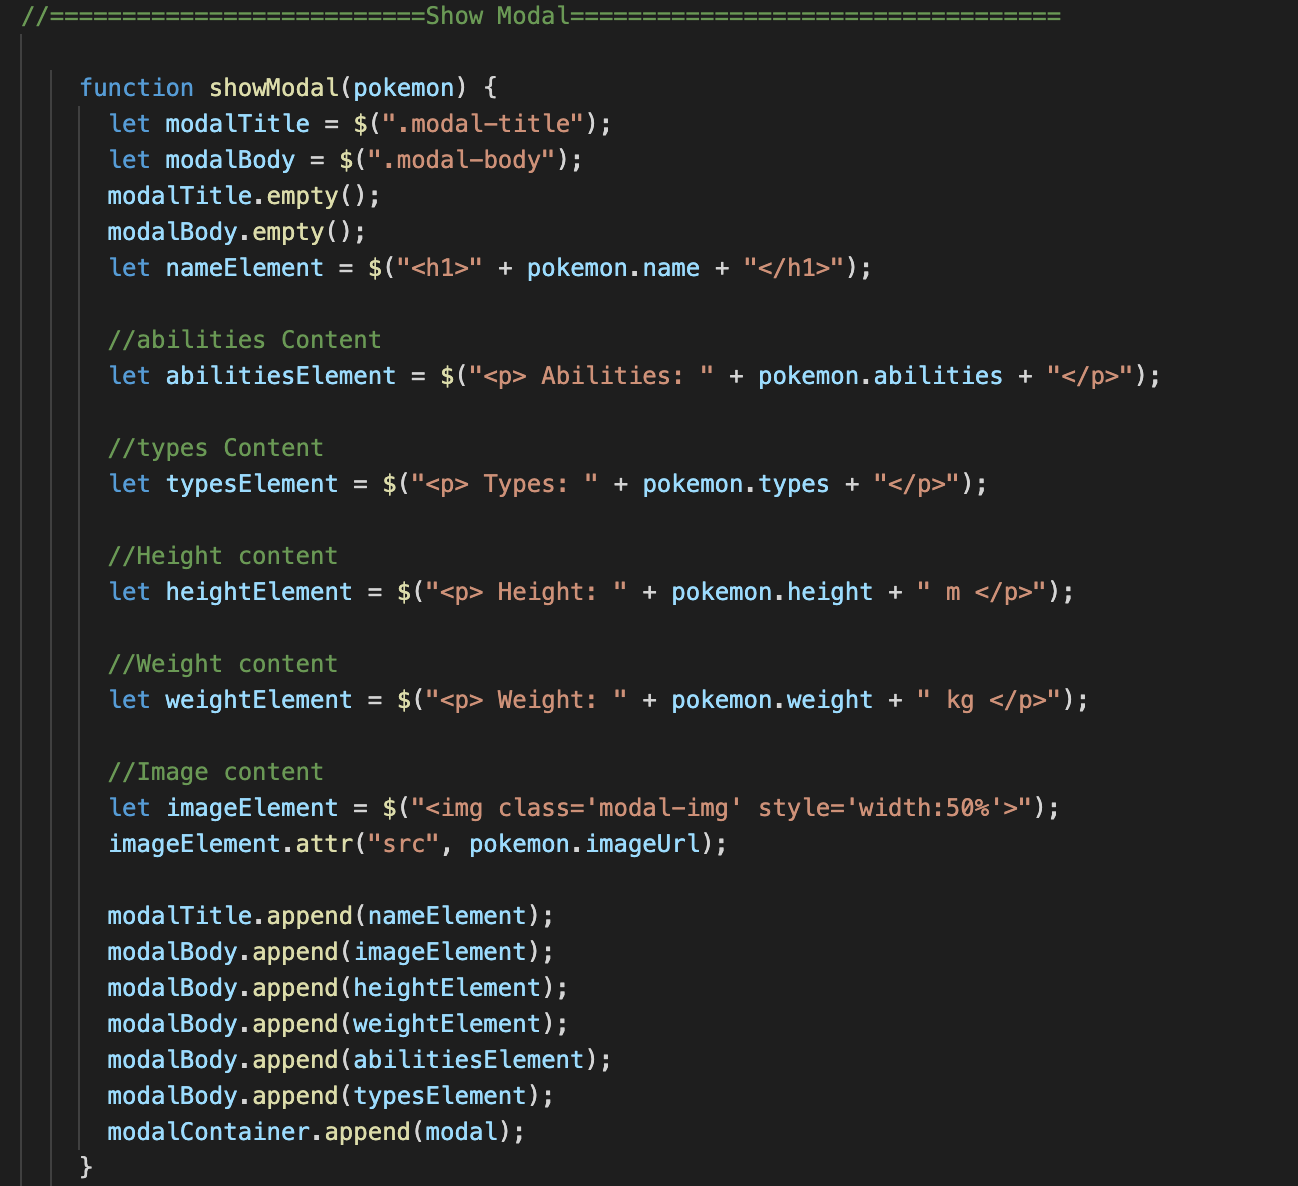 //==========================Show Modal==================================
function showModal(pokemon) {
let modalTitle = $(".modal-title");
let modalBody = $(".modal-body");
modalTitle.empty();
modalBody.empty();
let nameElement = $("<h1>" + pokemon.name + "</h1>");
//abilities Content
let abilitiesElement = $("<p> Abilities: " + pokemon.abilities + "</p>");
//types Content
let typesElement = $("<p> Types: " + pokemon.types + "</p>");
//Height content
let heightElement = $("<p> Height: " + pokemon.height + " m </p>");
//Weight content
let weightElement = $("<p> Weight: " + pokemon.weight + " kg </p>");
//Image content
let imageElement = $("<img class='modal-img' style='width:50%'>");
imageElement.attr("src", pokemon.imageUrl);
modalTitle.append(nameElement);
modalBody.append(imageElement);
modalBody.append(heightElement);
modalBody.append(weightElement);
modalBody.append(abilitiesElement);
modalBody.append(typesElement);
modalContainer.append(modal);
}